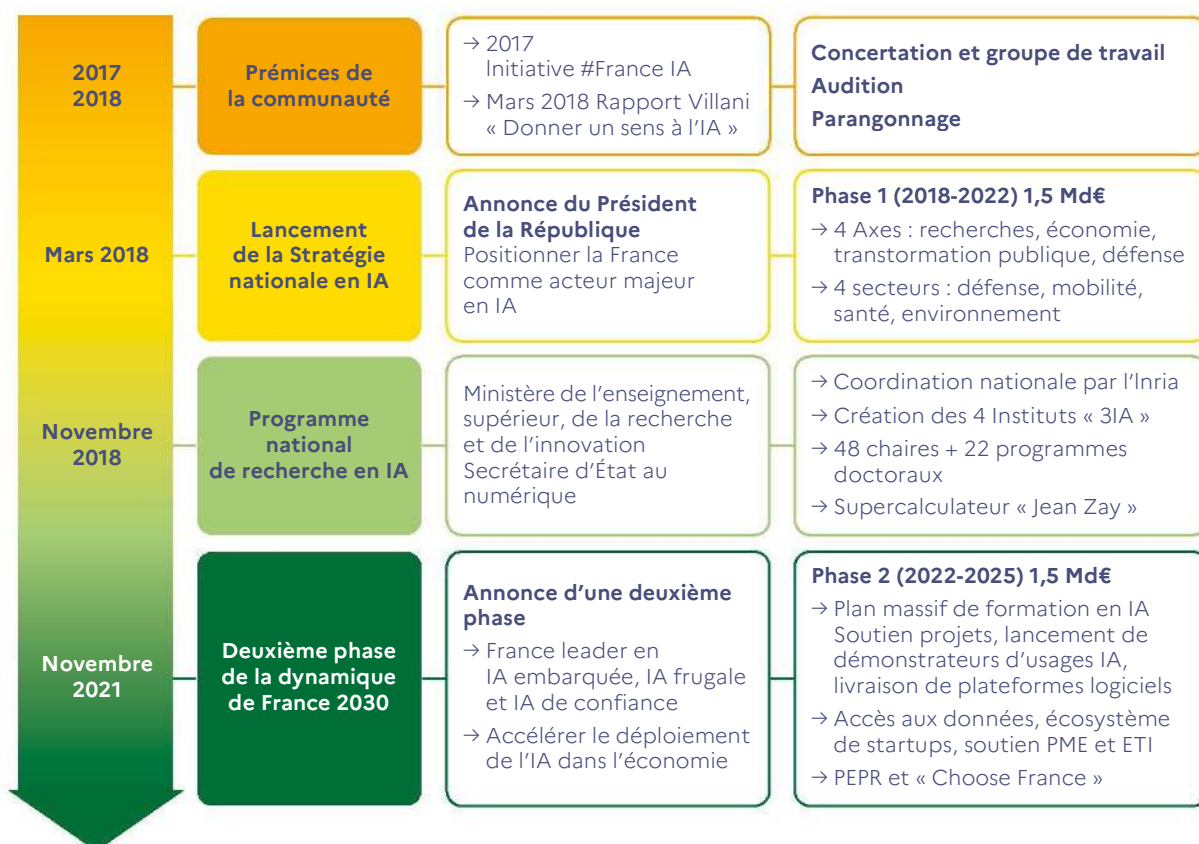 2017
2018
Prémices de
la communauté
→ 2017
Initiative #France IA
→ Mars 2018 Rapport Villani
« Donner un sens à l’IA »
Concertation et groupe de travail
Audition
Parangonnage
Mars 2018
Lancement
de la Stratégie
nationale en IA
Annonce du Président
de la République
Positionner la France
comme acteur majeur
en IA
Phase 1 (2018-2022) 1,5 Md€
→ 4 Axes : recherches, économie,
transtormation publique, défense
→ 4 secteurs : défense, mobilité,
santé, environnement
Novembre
2018
Programme
national
de recherche en IA
Ministère de l’enseignement,
supérieur, de la recherche
et de l’innovation
Secrétaire d’État au
numérique
→ Coordination nationale par l’Inria
→ Création des 4 Instituts « 3IA »
→ 48 chaires + 22 programmes
doctoraux
→ Supercalculateur « Jean Zay »
Novembre
2021
Deuxième phase
de la dynamique
de France 2030
Annonce d’une deuxième
phase
→ France leader en
IA embarquée, IA frugale
et IA de confiance
→ Accélérer le déploiement
de l’IA dans l’économie
Phase 2 (2022-2025) 1,5 Md€
→ Plan massif de formation en IA
Soutien projets, lancement de
démonstrateurs d’usages IA,
livraison de plateformes logiciels
→ Accès aux données, écosystème
de startups, soutien PME et ETI
→ PEPR et « Choose France »